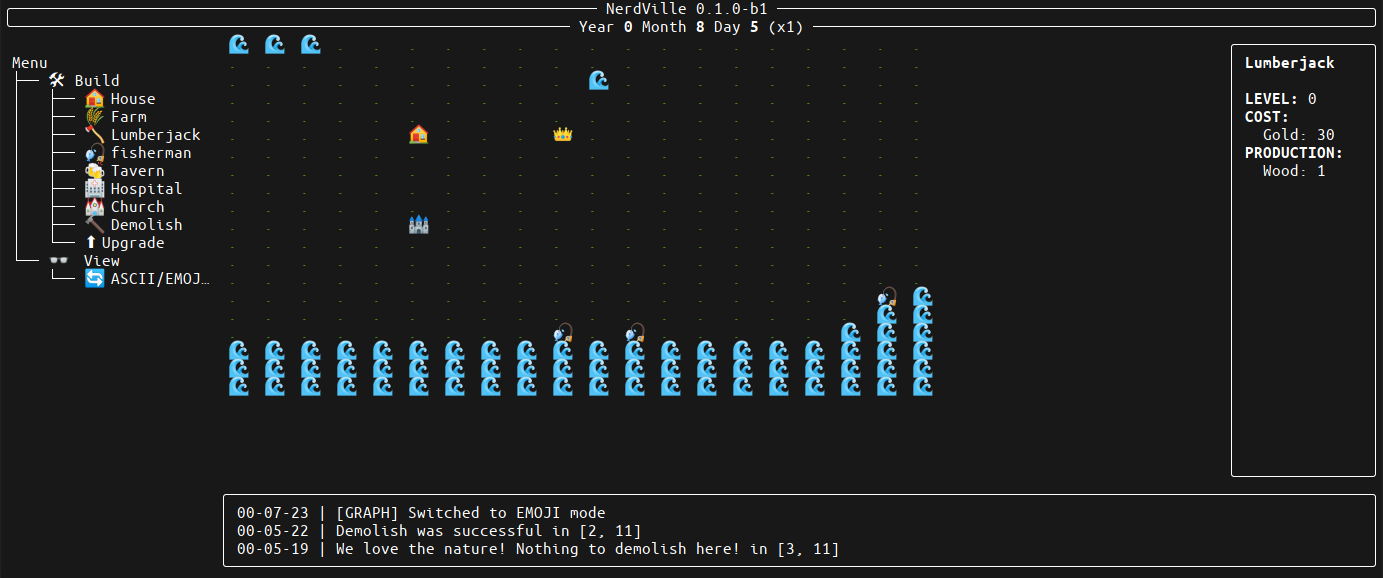 NerdVille 0.1.0-b1
Year 0 Month 8 Day 5 (x1)
Menu
Build
House
Farm
Lumberjack
fisherman
Tavern
Hospital
Church
Demolish
Upgrade
View
ASCII/EMOJ…
Lumberjack
LEVEL: 0
COST:
Gold: 30
PRODUCTION:
Wood: 1
00-07-23 | [GRAPH] Switched to EMOJI mode
00-05-22 | Demolish was successful in [2, 11]
00-05-19 | We love the nature! Nothing to demolish here! in [3, 11]